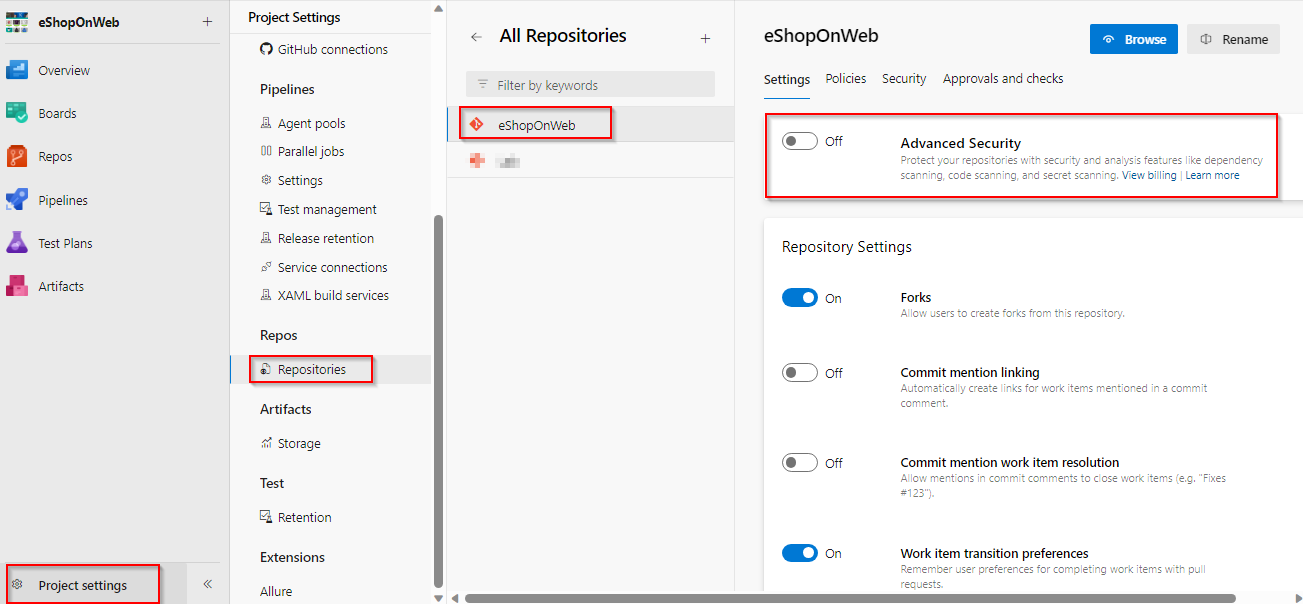 eShopOnWeb
Overview
Boards
Repos
Pipelines
Test Plans
Artifacts
Project settings
Project Settings
GitHub connections
Pipelines
Agent pools
Parallel jobs
Settings
Test management
Release retention
Service connections
XAML build services
Repos
Repositories
Artifacts
Storage
Test
Retention
Extensions
Allure
All Repositories
Filter by keywords
eShopOnWeb
eShopOnWeb
Browse
Rename
Settings
Policies
Security
Approvals and checks
Off
Advanced Security
Protect your repositories with security and analysis features like dependency
scanning, code scanning, and secret scanning. View billing | Learn more
Repository Settings
On
Forks
Allow users to create forks from this repository.
Off
Commit mention linking
Automatically create links for work items mentioned in a commit
comment.
Off
Commit mention work item resolution
Allow mentions in commit comments to close work items (e.g. "Fixes
#123").
On
Work item transition preferences
Remember user preferences for completing work items with pull
requests.